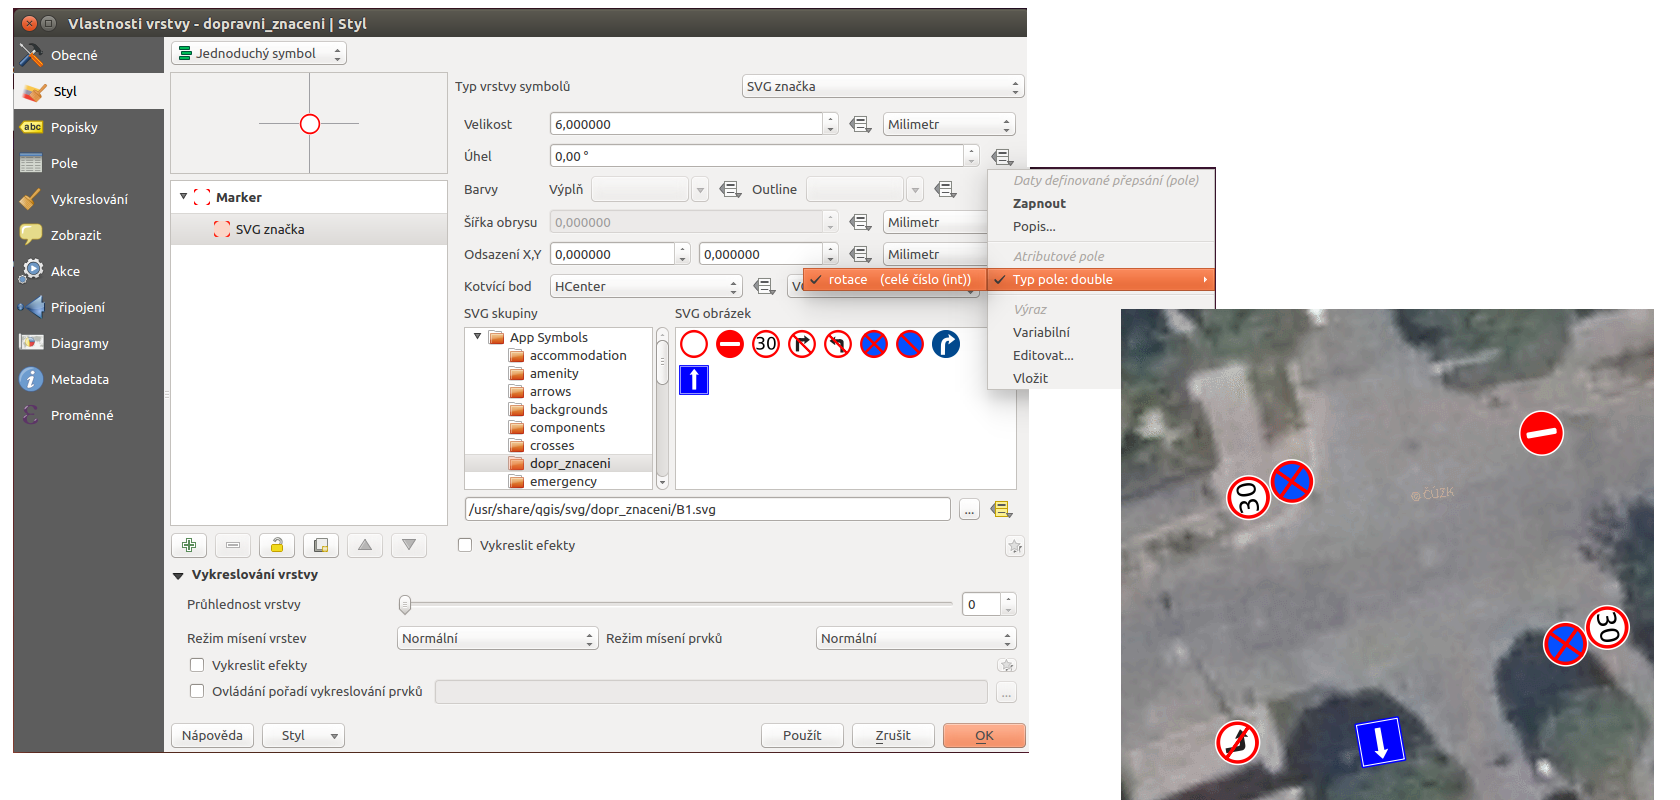 Vlastnosti vrstvy - dopravni_znaceni | Styl
Obecné
Styl
Popisky
Pole
Vykreslování
Zobrazit
Akce
Připojení
Diagramy
Metadata
Proměnné
abc
Jednoduchý symbol
Marker
SVG značka
Typ vrstvy symbolů
SVG značka
Velikost
6,000000
Milimetr
Úhel
0,00 °
Barvy
Výplň
Outline
Šířka obrysu
0,000000
Milimetr
Odsazení X,Y
0,000000
0,000000
Milimetr
Kotvící bod
HCenter
Daty definované přepsání (pole)
Zapnout
Popis...
Atributové pole
Typ pole: double
rotace (celé číslo (int))
Výraz
Variabilní
Editovat...
Vložit
SVG skupiny
App Symbols
accommodation
amenity
arrows
backgrounds
components
crosses
dopr_znaceni
emergency
SVG obrázek
30
/usr/share/qgis/svg/dopr_znaceni/B1.svg
...
Vykreslit efekty
Vykreslování vrstvy
Průhlednost vrstvy
0
Režim mísení vrstev
Normální
Režim mísení prvků
Normální
Vykreslit efekty
Ovládání pořadí vykreslování prvků
...
Nápověda
Styl
Použít
Zrušit
OK
30
© ČÚZK
30